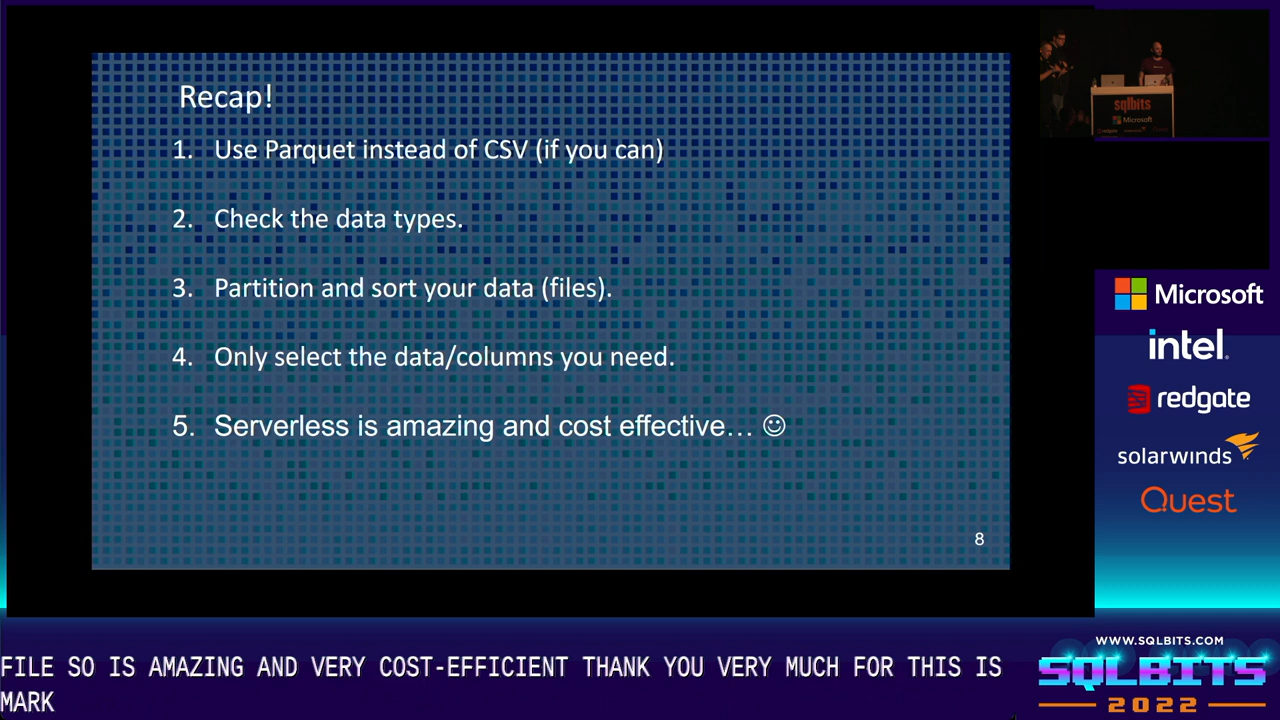 Recap!
1. Use Parquet instead of CSV (if you can)
2. Check the data types.
3. Partition and sort your data (files).
4. Only select the data/columns you need.
5. Serverless is amazing and cost effective… ☺
8
sqlbits
Microsoft
Microsoft
intel.
redgate
solarwinds
Quest
WWW.SQLBITS.COM
SQLBITS
2022
FILE SO IS AMAZING AND VERY COST-EFFICIENT THANK YOU VERY MUCH FOR THIS IS
MARK